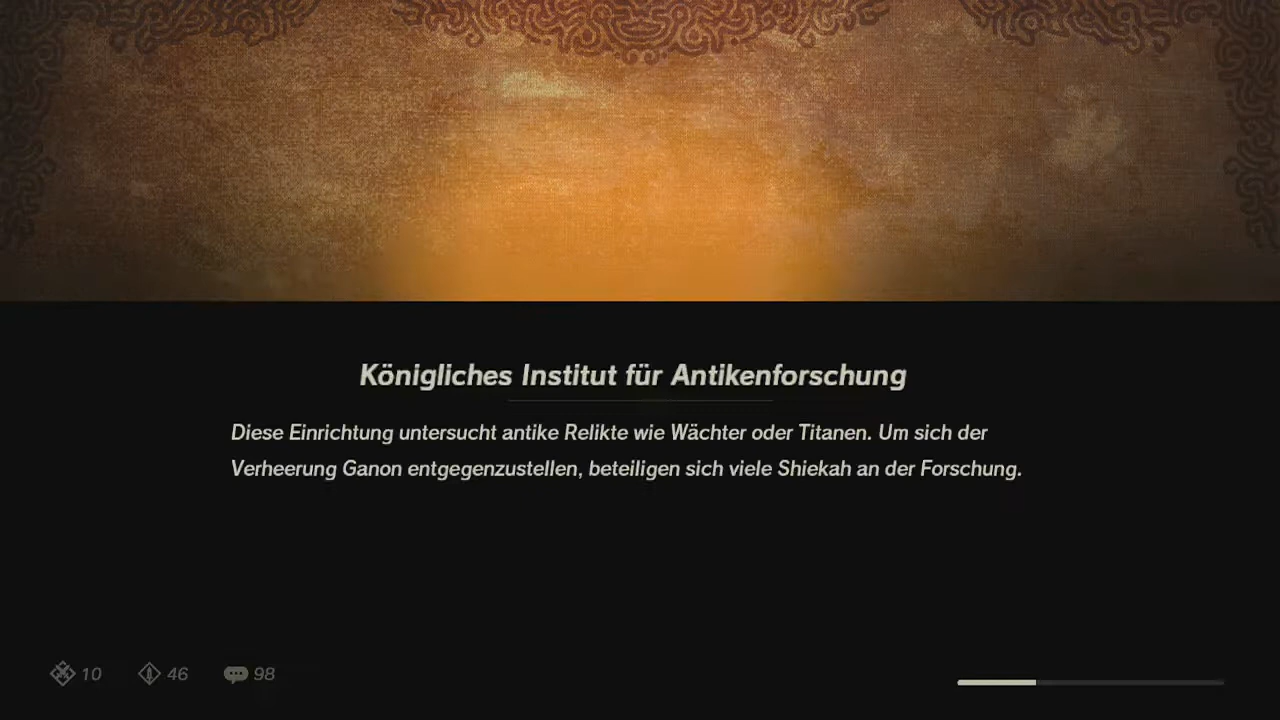 Königliches Institut für Antikenforschung
Diese Einrichtung untersucht antike Relikte wie Wächter oder Titanen. Um sich der
Verheerung Ganon entgegenzustellen, beteiligen sich viele Shiekah an der Forschung.
10 46 98